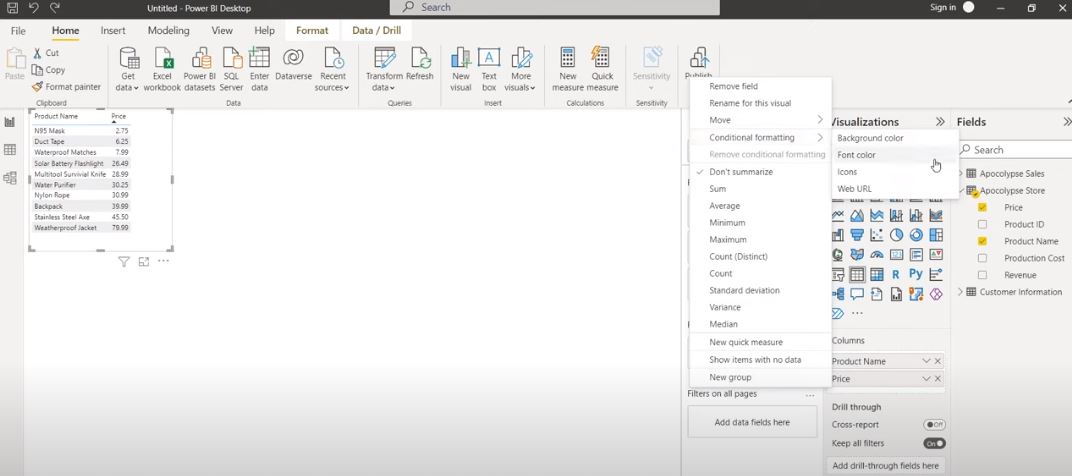 Untitled - Power BI Desktop
Search
Sign in
File
Home
Insert
Modeling
View
Help
Format
Data / Drill
Paste
Cut
Copy
Format painter
Clipboard
Get data
Excel workbook
Power BI datasets
SQL Server
Enter data
Dataverse
Recent sources
Data
Transform data
Refresh
Queries
New visual
Text box
More visuals
Insert
New measure
Quick measure
Calculations
Sensitivity
Sensitivity
Publish
Product Name Price
N95 Mask 2.75
Duct Tape 6.25
Waterproof Matches 7.99
Solar Battery Flashlight 26.49
Multitool Survivial Knife 28.99
Water Purifier 30.25
Nylon Rope 30.99
Backpack 39.99
Stainless Steel Axe 45.50
Weatherproof Jacket 79.99
Remove field
Rename for this visual
Move
Conditional formatting
Remove conditional formatting
Don't summarize
Sum
Average
Minimum
Maximum
Count (Distinct)
Count
Standard deviation
Variance
Median
New quick measure
Show items with no data
New group
Filters on all pages
Add data fields here
Visualizations
Background color
Font color
Icons
Web URL
R Py
Columns
Product Name
Price
Drill through
Cross-report Off
Keep all filters On
Add drill-through fields here
Fields
Search
Apocolypse Sales
Apocolypse Store
Price
Product ID
Product Name
Production Cost
Revenue
Customer Information